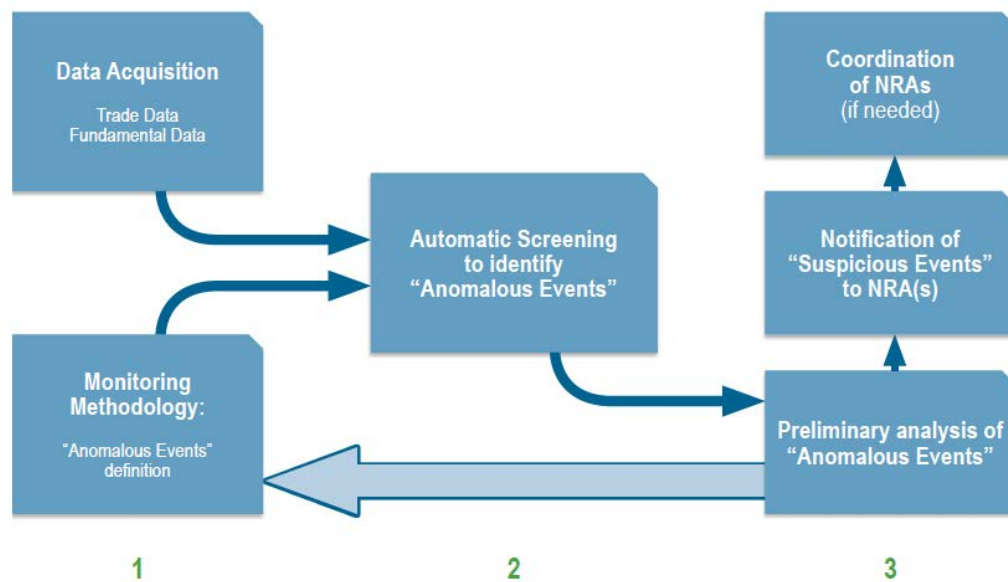 Data Acquisition
Trade Data
Fundamental Data
Monitoring
Methodology:
“Anomalous Events”
definition
Automatic Screening
to identify
“Anomalous Events”
Coordination
of NRAs
(if needed)
Notification of
“Suspicious Events”
to NRA(s)
Preliminary analysis of
“Anomalous Events”
1
2
3